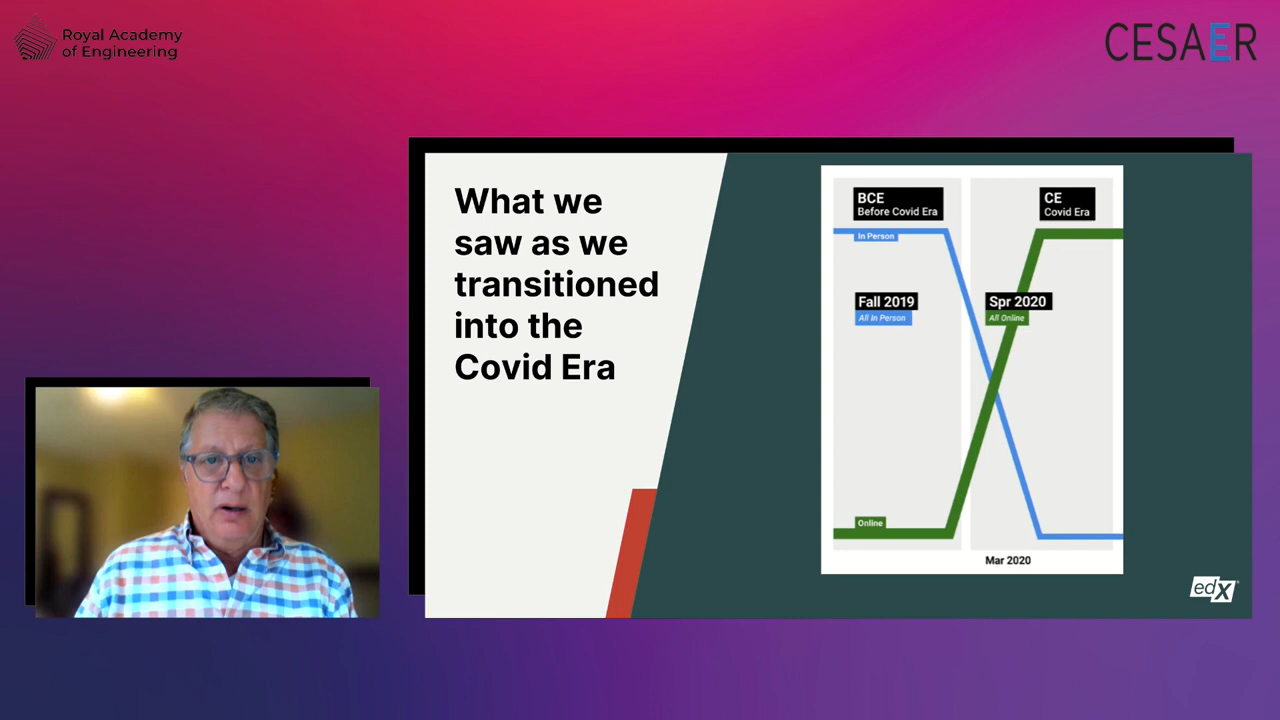 Royal Academy
of Engineering
CESAER
What we
saw as we
transitioned
into the
Covid Era
BCE
Before Covid Era
CE
Covid Era
In Person
Fall 2019
All In Person
Spr 2020
All Online
Online
Mar 2020
edX